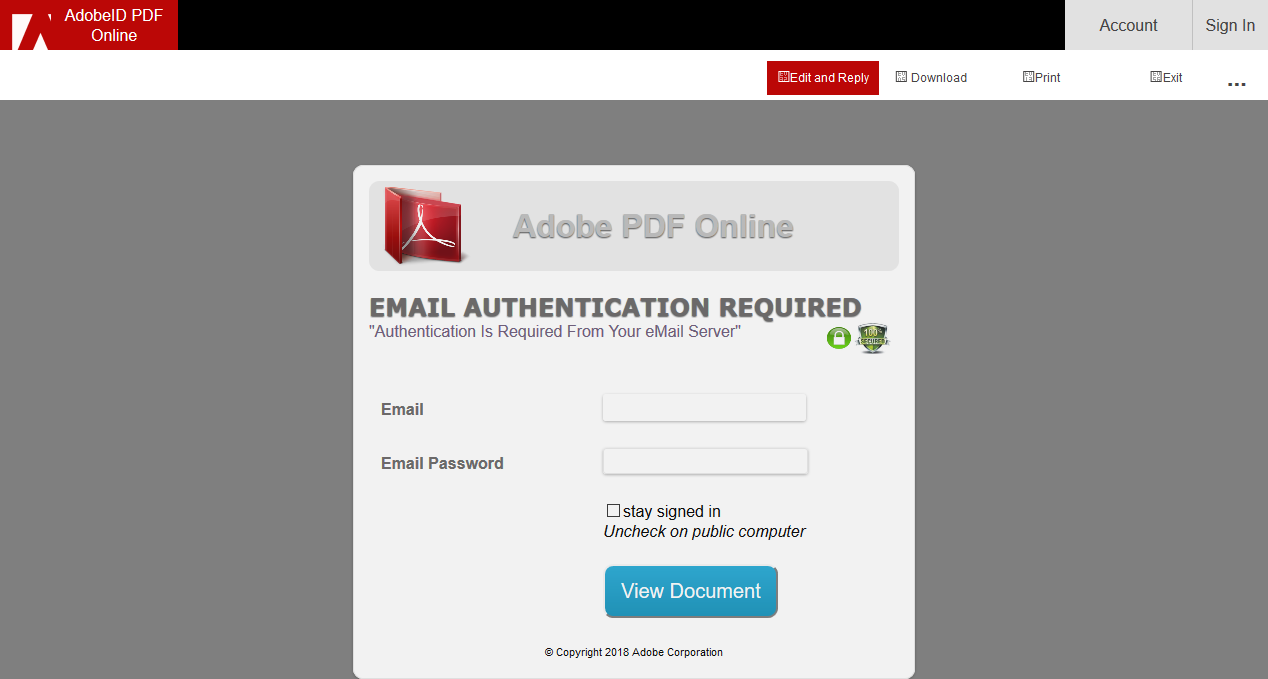 AdobeID PDF
Online
Account
Sign In
Edit and Reply
Download
Print
Exit
...
Adobe PDF Online
EMAIL AUTHENTICATION REQUIRED
"Authentication Is Required From Your eMail Server"
100%
SECURED
Email
Email Password
stay signed in
Uncheck on public computer
View Document
© Copyright 2018 Adobe Corporation